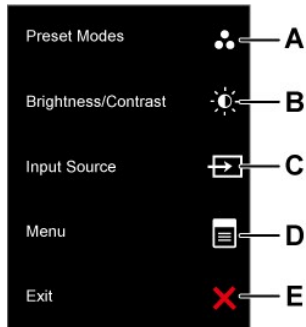 Preset Modes A
Brightness/Contrast B
Input Source C
Menu D
Exit E